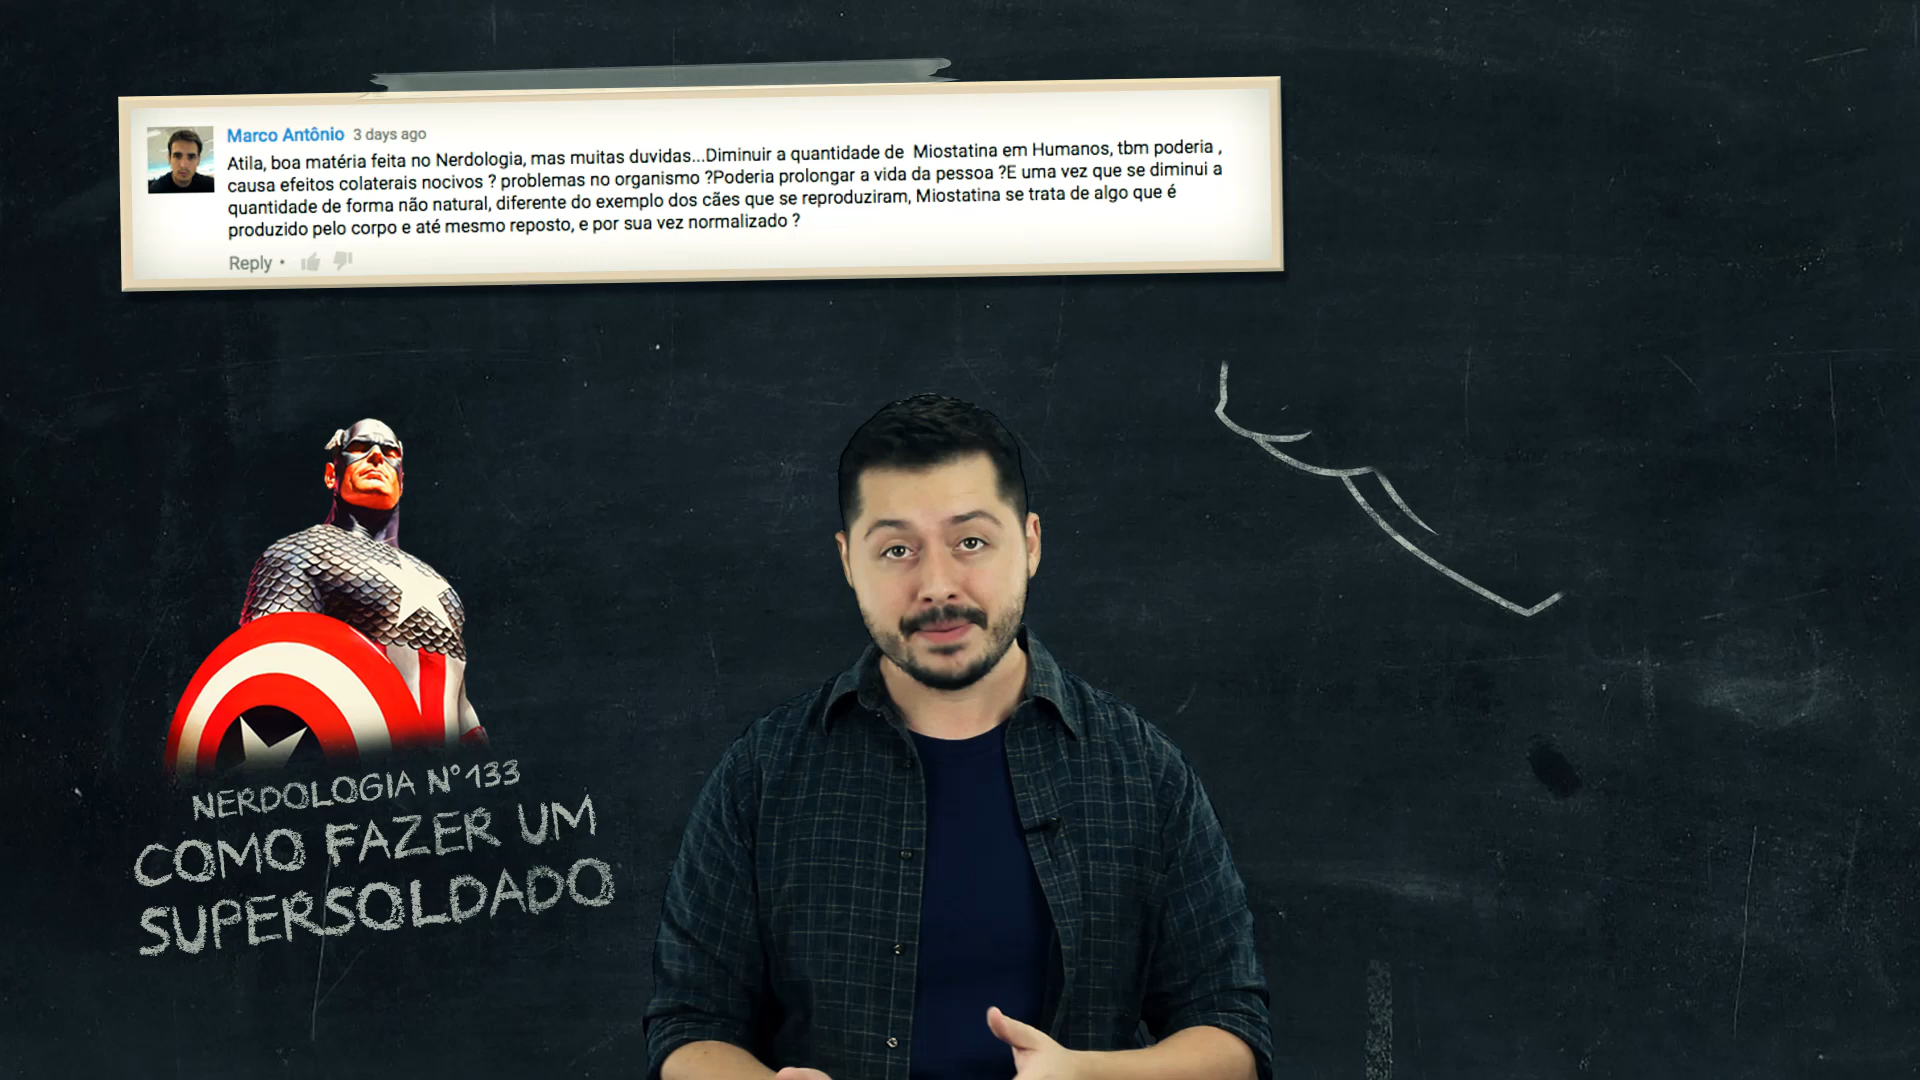 Marco Antônio 3 days ago
Atila, boa matéria feita no Nerdologia, mas muitas duvidas...Diminuir a quantidade de Miostatina em Humanos, tbm poderia ,
causa efeitos colaterais nocivos ? problemas no organismo ?Poderia prolongar a vida da pessoa ?E uma vez que se diminui a
quantidade de forma não natural, diferente do exemplo dos cães que se reproduziram, Miostatina se trata de algo que é
produzido pelo corpo e até mesmo reposto, e por sua vez normalizado ?
Reply •
NERDOLOGIA Nº 133
COMO FAZER UM
SUPERSOLDADO